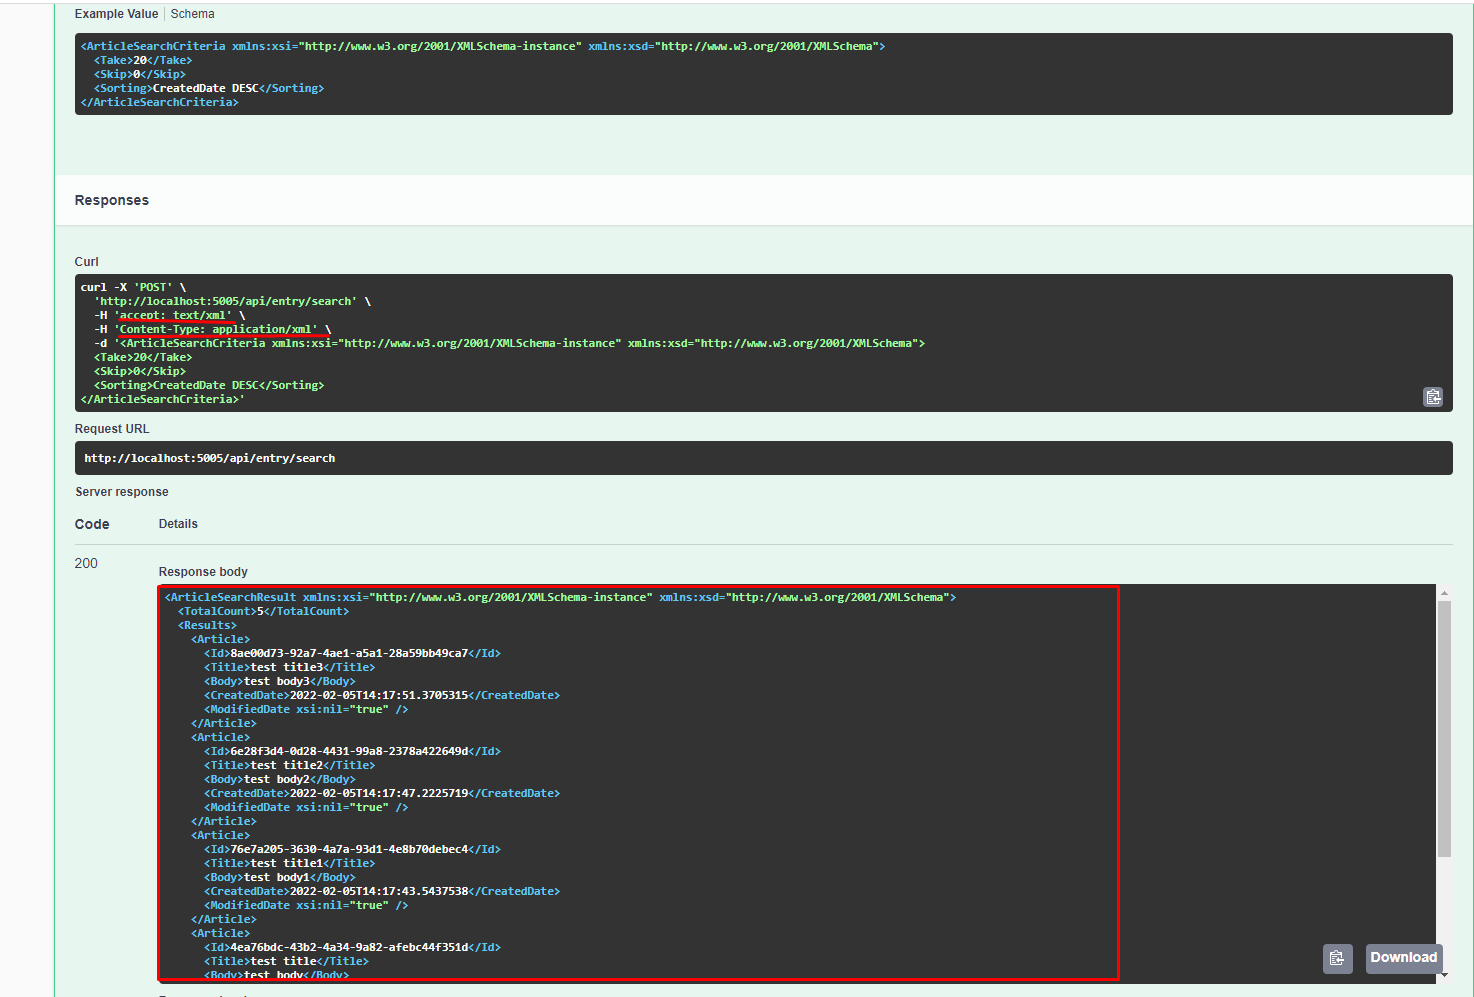 Example Value | Schema
<ArticleSearchCriteria xmlns:xsi="http://www.w3.org/2001/XMLSchema-instance" xmlns:xsd="http://www.w3.org/2001/XMLSchema">
  <Take>20</Take>
  <Skip>0</Skip>
  <Sorting>CreatedDate DESC</Sorting>
</ArticleSearchCriteria>
Responses
Curl
curl -X 'POST' \
  'http://localhost:5005/api/entry/search' \
  -H 'accept: text/xml' \
  -H 'Content-Type: application/xml' \
  -d '<ArticleSearchCriteria xmlns:xsi="http://www.w3.org/2001/XMLSchema-instance" xmlns:xsd="http://www.w3.org/2001/XMLSchema">
  <Take>20</Take>
  <Skip>0</Skip>
  <Sorting>CreatedDate DESC</Sorting>
</ArticleSearchCriteria>'
Request URL
http://localhost:5005/api/entry/search
Server response
Code Details
200
Response body
<ArticleSearchResult xmlns:xsi="http://www.w3.org/2001/XMLSchema-instance" xmlns:xsd="http://www.w3.org/2001/XMLSchema">
  <TotalCount>5</TotalCount>
  <Results>
    <Article>
      <Id>8ae00d73-92a7-4ae1-a5a1-28a59bb49ca7</Id>
      <Title>test title3</Title>
      <Body>test body3</Body>
      <CreatedDate>2022-02-05T14:17:51.3705315</CreatedDate>
      <ModifiedDate xsi:nil="true" />
    </Article>
    <Article>
      <Id>6e28f3d4-0d28-4431-99a8-2378a422649d</Id>
      <Title>test title2</Title>
      <Body>test body2</Body>
      <CreatedDate>2022-02-05T14:17:47.2225719</CreatedDate>
      <ModifiedDate xsi:nil="true" />
    </Article>
    <Article>
      <Id>76e7a205-3630-4a7a-93d1-4e8b70debec4</Id>
      <Title>test title1</Title>
      <Body>test body1</Body>
      <CreatedDate>2022-02-05T14:17:43.5437538</CreatedDate>
      <ModifiedDate xsi:nil="true" />
    </Article>
    <Article>
      <Id>4ea76bdc-43b2-4a34-9a82-afebc44f351d</Id>
      <Title>test title</Title>
      <Body>test body</Body>
Download